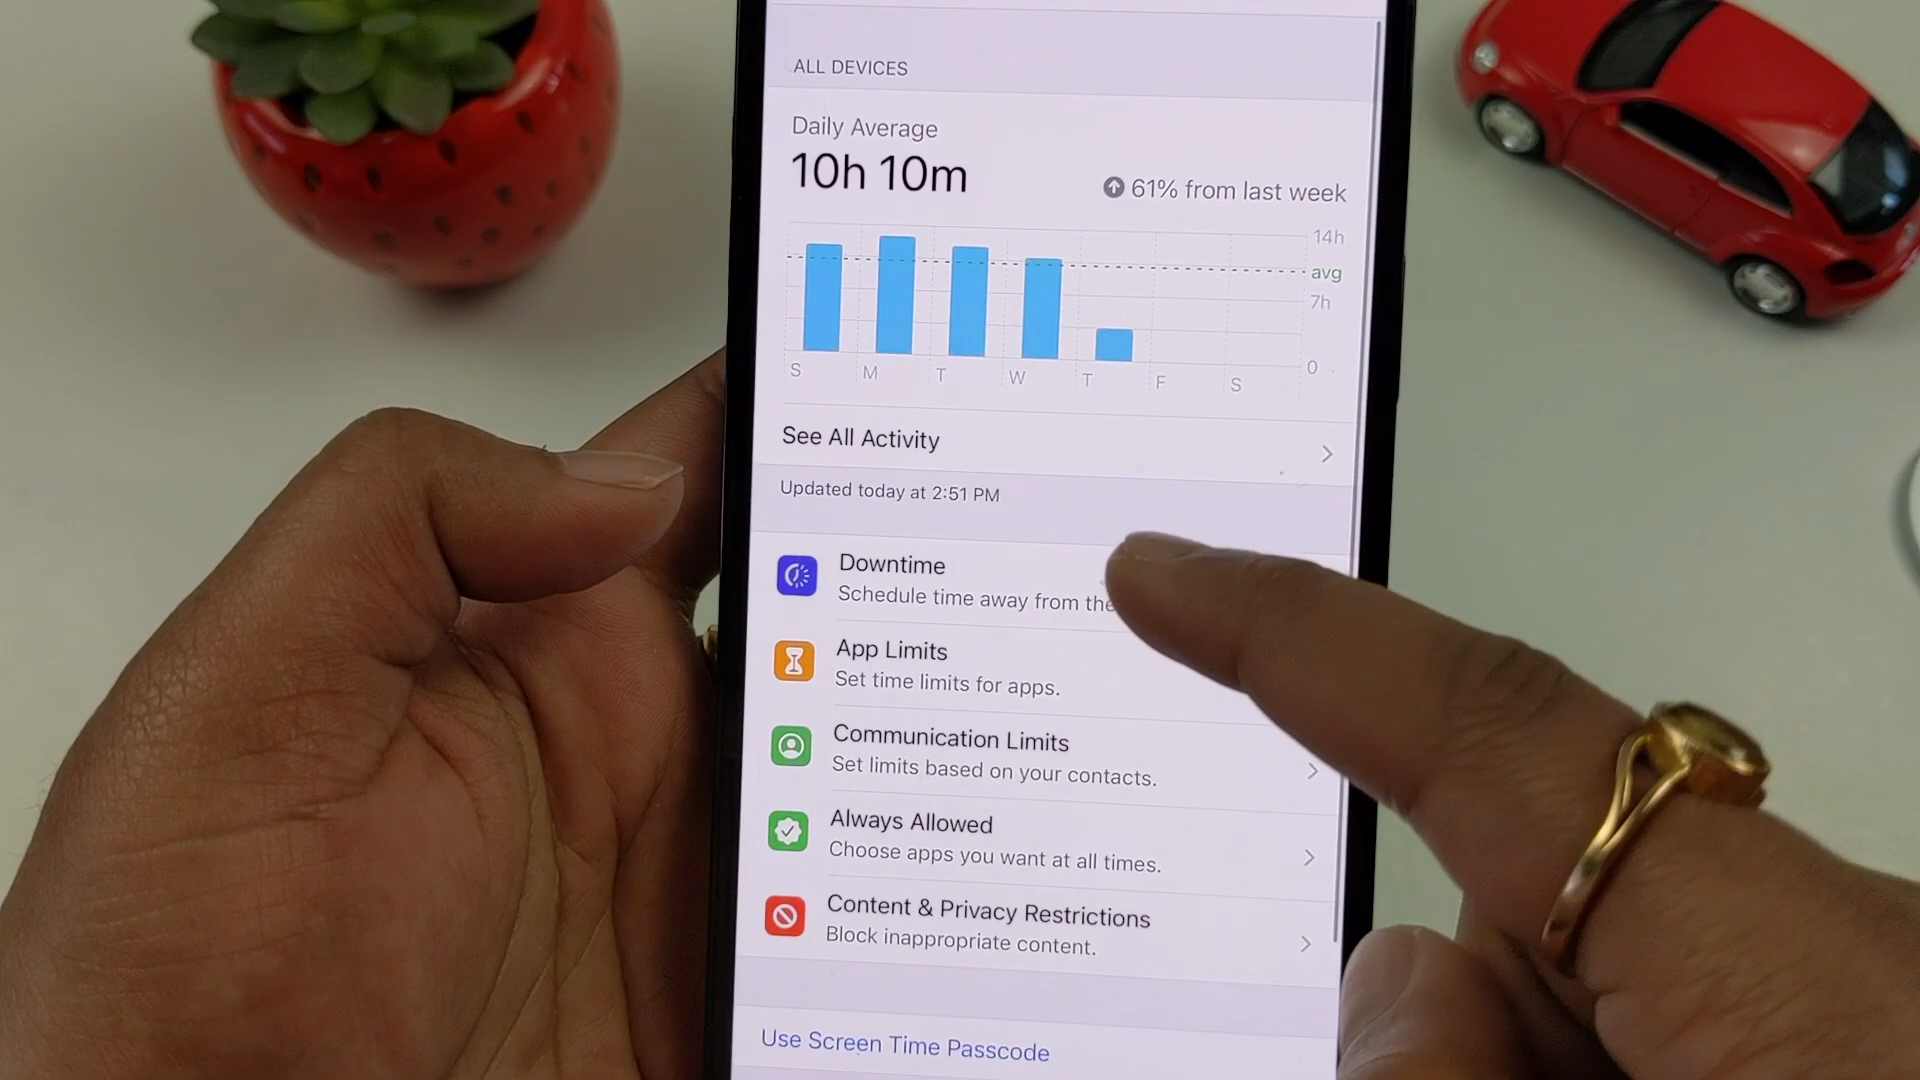 ALL DEVICES
Daily Average
10h 10m
61% from last week
14h
avg
7h
0
S M T W T F S
See All Activity
Updated today at 2:51 PM
Downtime
Schedule time away from the
App Limits
Set time limits for apps.
Communication Limits
Set limits based on your contacts.
Always Allowed
Choose apps you want at all times.
Content & Privacy Restrictions
Block inappropriate content.
Use Screen Time Passcode